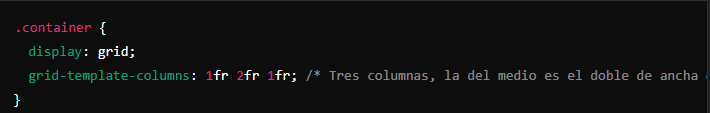 .container {
display: grid;
grid-template-columns: 1fr 2fr 1fr; /* Tres columnas, la del medio es el doble de ancha
}